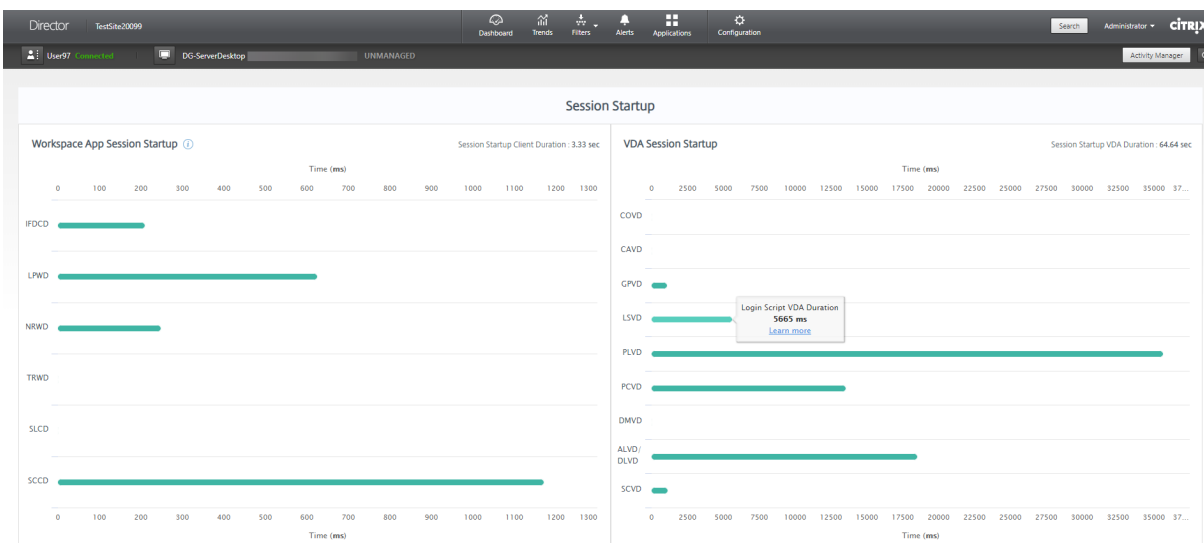 Director TestSite20099 Dashboard Trends Filters Alerts Applications Configuration Search Administrator CİTRIX
User97 Connected DG-ServerDesktop UNMANAGED Activity Manager
Session Startup
Workspace App Session Startup Session Startup Client Duration : 3.33 sec
Time (ms)
0 100 200 300 400 500 600 700 800 900 1000 1100 1200 1300
IFDCD
LPWD
NRWD
TRWD
SLCD
SCCD
0 100 200 300 400 500 600 700 800 900 1000 1100 1200 1300
Time (ms)
VDA Session Startup Session Startup VDA Duration : 64.64 sec
Time (ms)
0 2500 5000 7500 10000 12500 15000 17500 20000 22500 25000 27500 30000 32500 35000 37...
COVD
CAVD
GPVD
LSVD
Login Script VDA Duration
5665 ms
Learn more
PLVD
PCVD
DMVD
ALVD/
DLVD
SCVD
0 2500 5000 7500 10000 12500 15000 17500 20000 22500 25000 27500 30000 32500 35000 37...
Time (ms)